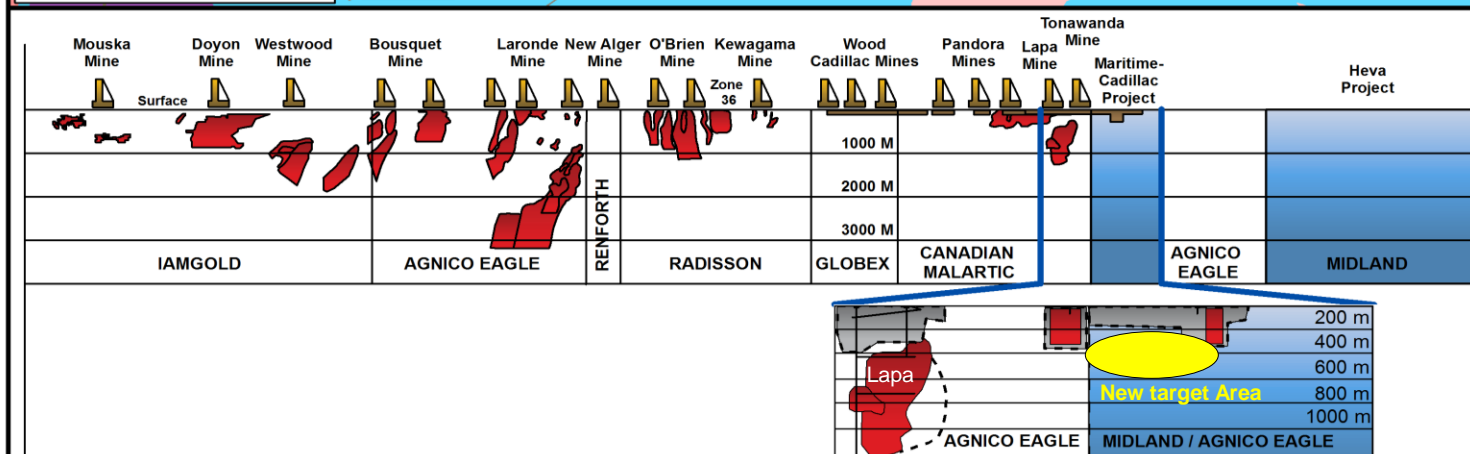 Tonawanda
Mine
Mouska
Mine
Doyon
Mine
Westwood
Mine
Bousquet
Mine
Laronde
Mine
New Alger
Mine
O'Brien
Mine
Kewagama
Mine
Wood
Cadillac Mines
Pandora
Mines
Lapa
Mine
Maritime-
Cadillac
Project
Heva
Project
Surface
Zone
36
1000 M
2000 M
3000 M
IAMGOLD
AGNICO EAGLE
RENFORTH
RADISSON
GLOBEX
CANADIAN
MALARTIC
AGNICO
EAGLE
MIDLAND
200 m
400 m
600 m
800 m
1000 m
Lapa
New target Area
AGNICO EAGLE
MIDLAND / AGNICO EAGLE